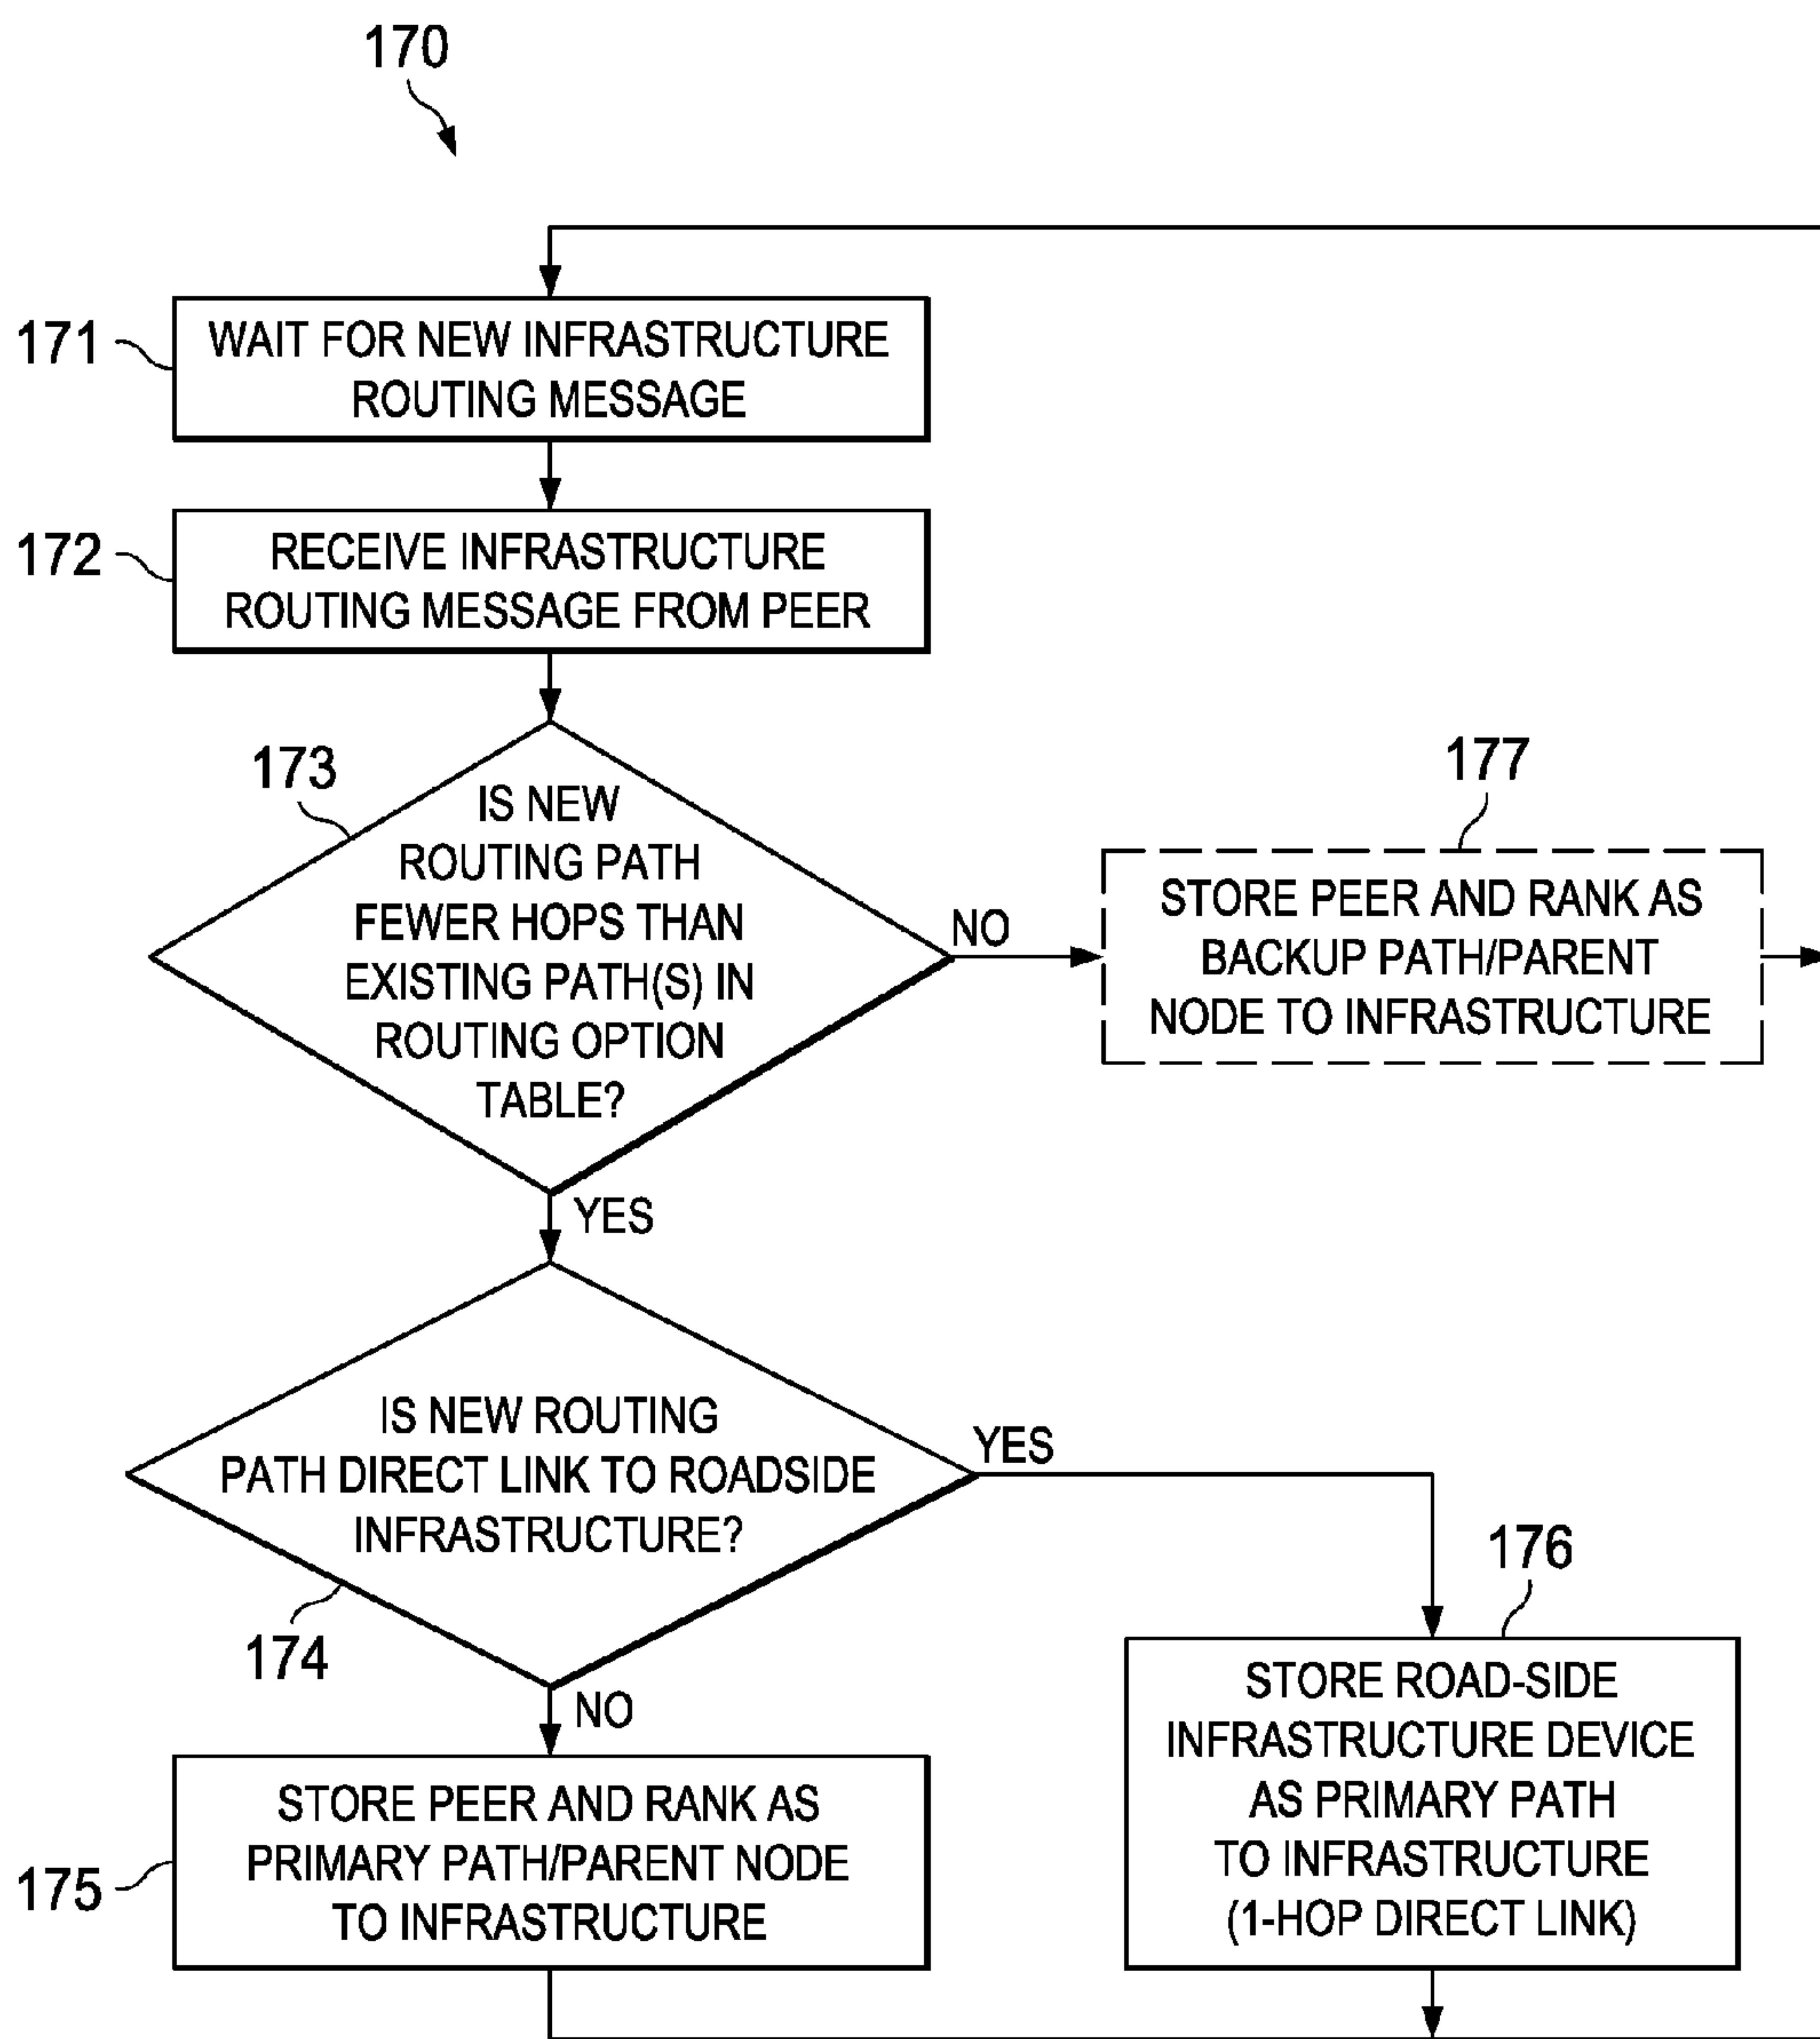 170
171
WAIT FOR NEW INFRASTRUCTURE
ROUTING MESSAGE
172
RECEIVE INFRASTRUCTURE
ROUTING MESSAGE FROM PEER
173
IS NEW
ROUTING PATH
FEWER HOPS THAN
EXISTING PATH(S) IN
ROUTING OPTION
TABLE?
NO
177
STORE PEER AND RANK AS
BACKUP PATH/PARENT
NODE TO INFRASTRUCTURE
YES
IS NEW ROUTING
PATH DIRECT LINK TO ROADSIDE
INFRASTRUCTURE?
YES
174
NO
176
STORE ROAD-SIDE
INFRASTRUCTURE DEVICE
AS PRIMARY PATH
TO INFRASTRUCTURE
(1-HOP DIRECT LINK)
175
STORE PEER AND RANK AS
PRIMARY PATH/PARENT NODE
TO INFRASTRUCTURE